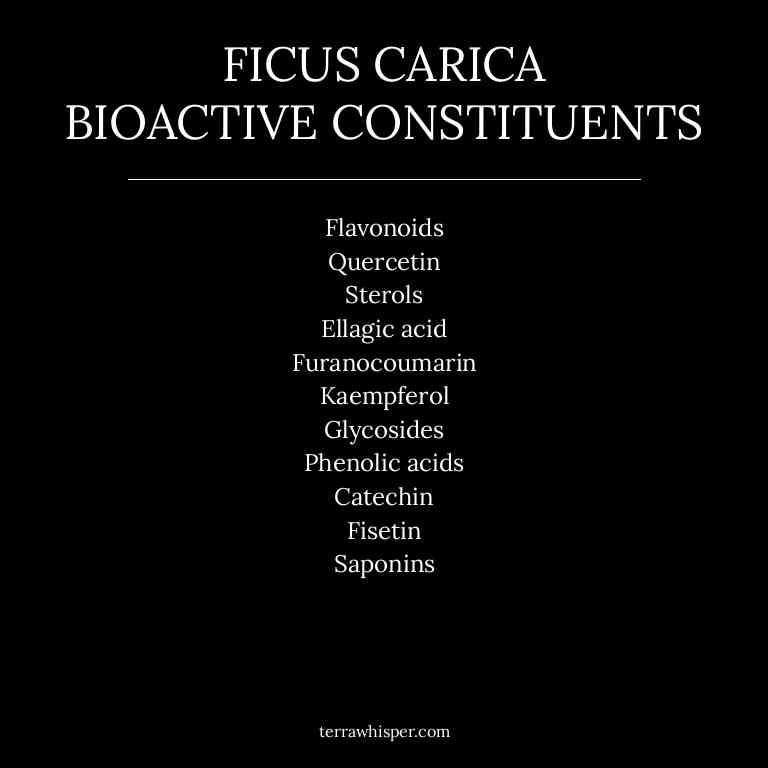 FICUS CARICA
BIOACTIVE CONSTITUENTS
Flavonoids
Quercetin
Sterols
Ellagic acid
Furanocoumarin
Kaempferol
Glycosides
Phenolic acids
Catechin
Fisetin
Saponins
terrawhisper.com